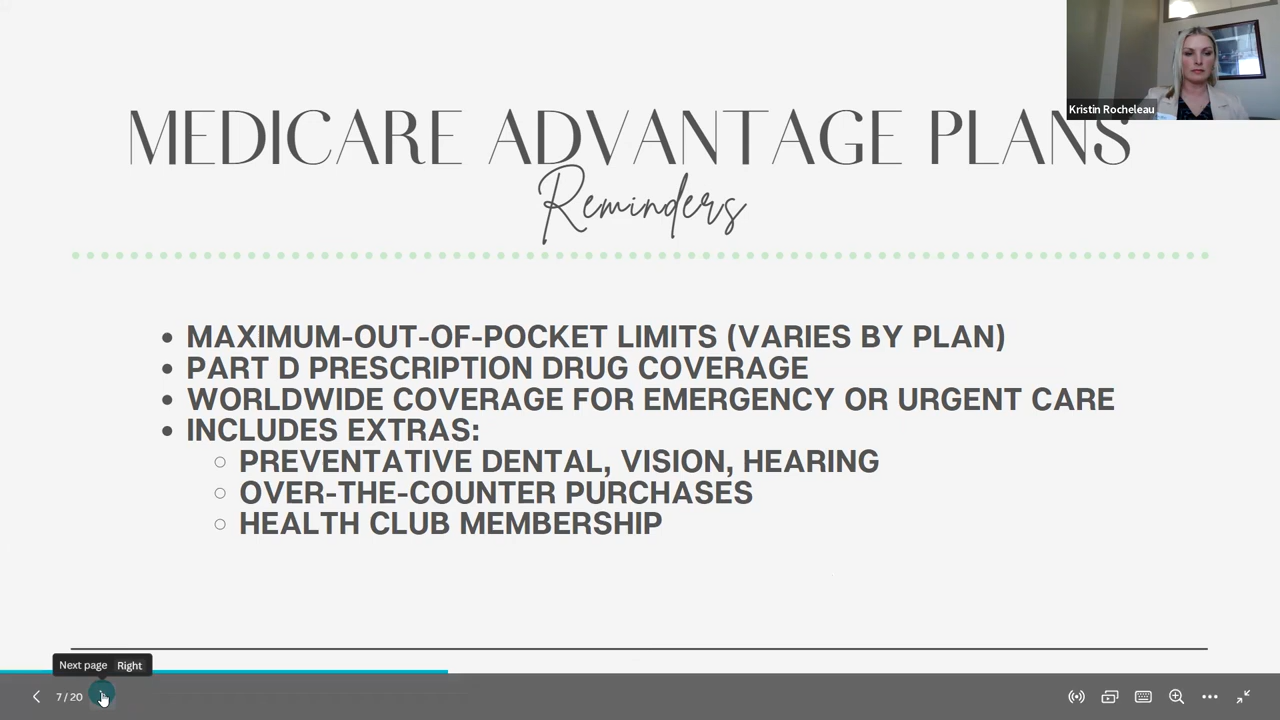 Kristin Rocheleau
MEDICARE ADVANTAGE PLANS
Reminders
• MAXIMUM-OUT-OF-POCKET LIMITS (VARIES BY PLAN)
• PART D PRESCRIPTION DRUG COVERAGE
• WORLDWIDE COVERAGE FOR EMERGENCY OR URGENT CARE
• INCLUDES EXTRAS:
○ PREVENTATIVE DENTAL, VISION, HEARING
○ OVER-THE-COUNTER PURCHASES
○ HEALTH CLUB MEMBERSHIP
Next page Right
7 / 20